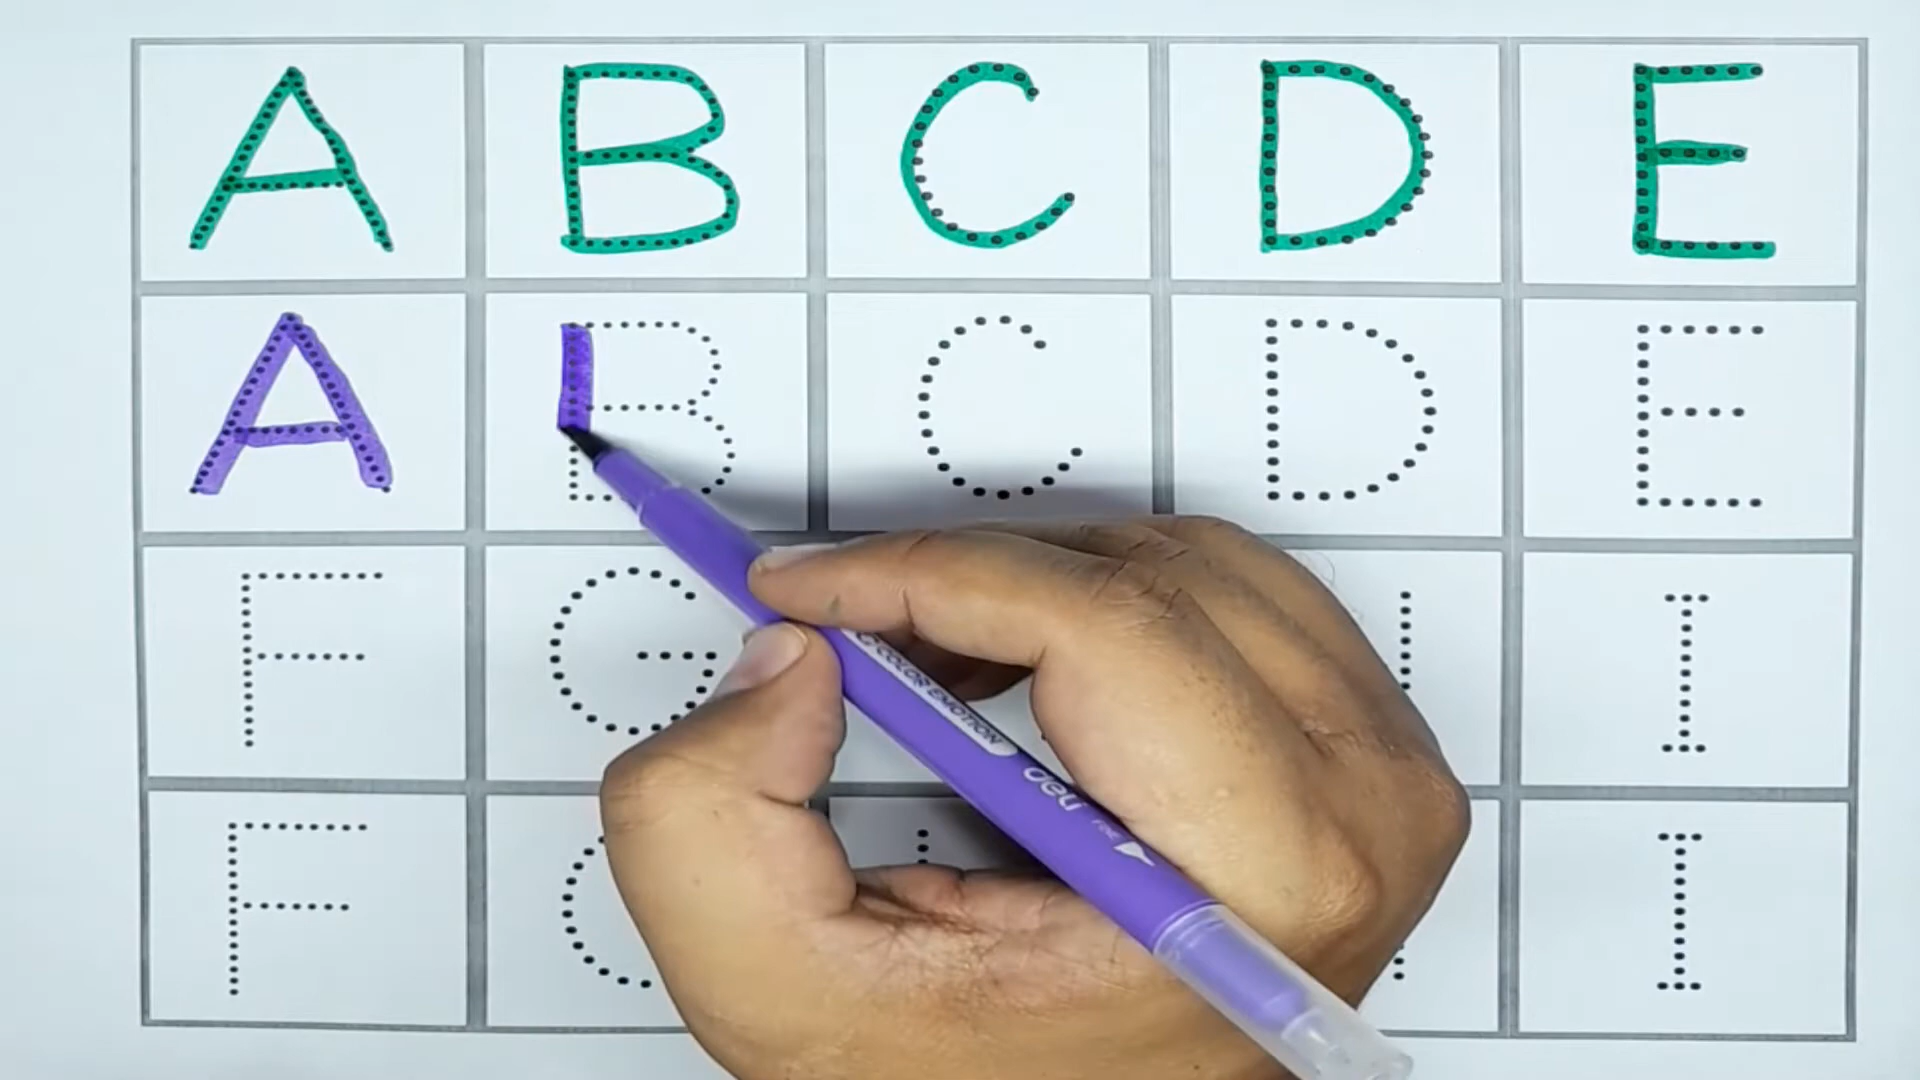 A B C D E
A B C D E
F G I
F I
COLOR EMOTION
deli